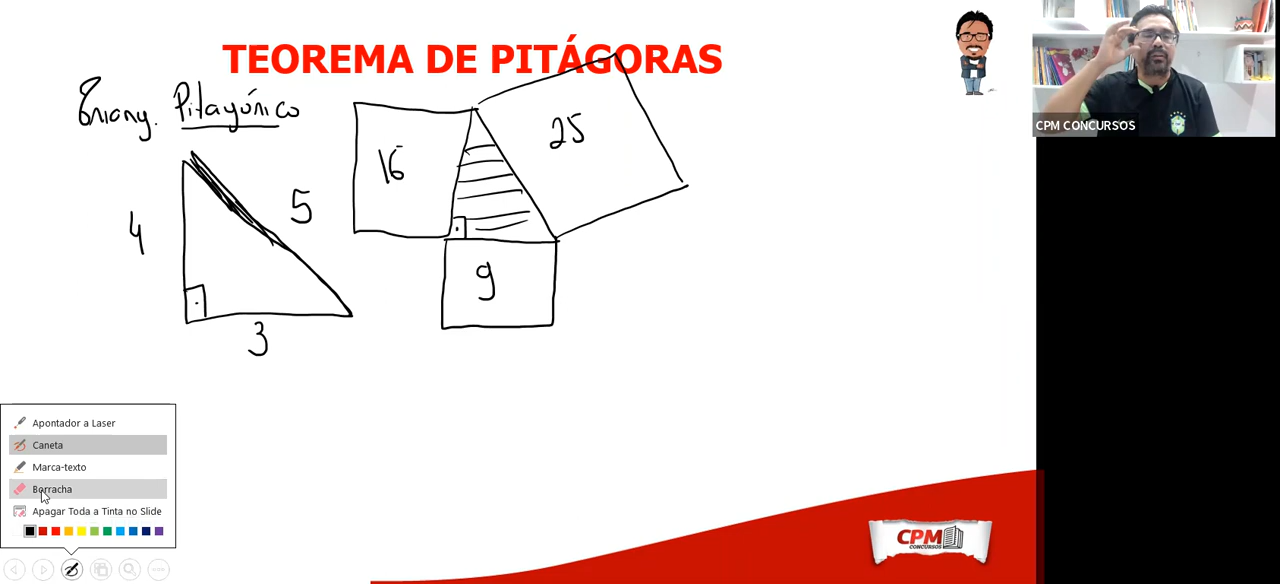 TEOREMA DE PITÁGORAS
Triang. Pitagórico
4
5
3
16
25
9
CPM CONCURSOS
Apontador a Laser
Caneta
Marca-texto
Borracha
Apagar Toda a Tinta no Slide
CPM
CONCURSOS